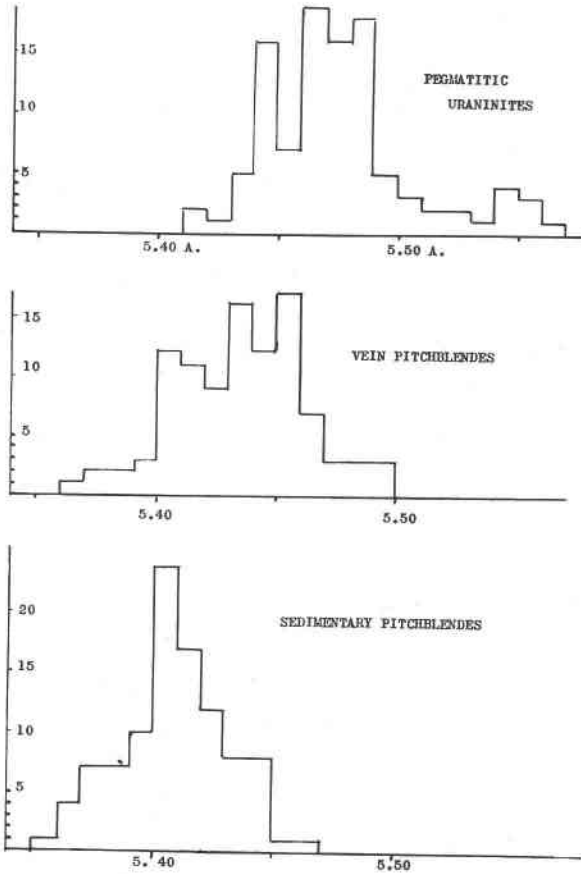 15
PEGMATITIC
URANINITES
10
5
5.40 A.
5.50 A.
15
VEIN PITCHBLENDES
10
5
5.40
5.50
20
SEDIMENTARY PITCHBLENDES
15
10
5
5.40
5.50